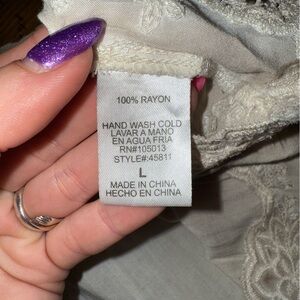 100% RAYON
HAND WASH COLD
LAVAR A MANO
EN AGUA FRIA
RN#105013
STYLE#:45811
L
MADE IN CHINA
HECHO EN CHINA